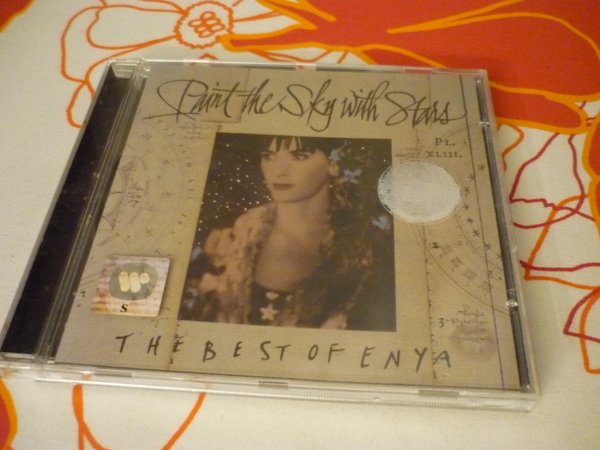 Paint the Sky with Stars
PL.
XLIII.
S
THE BEST OF ENYA